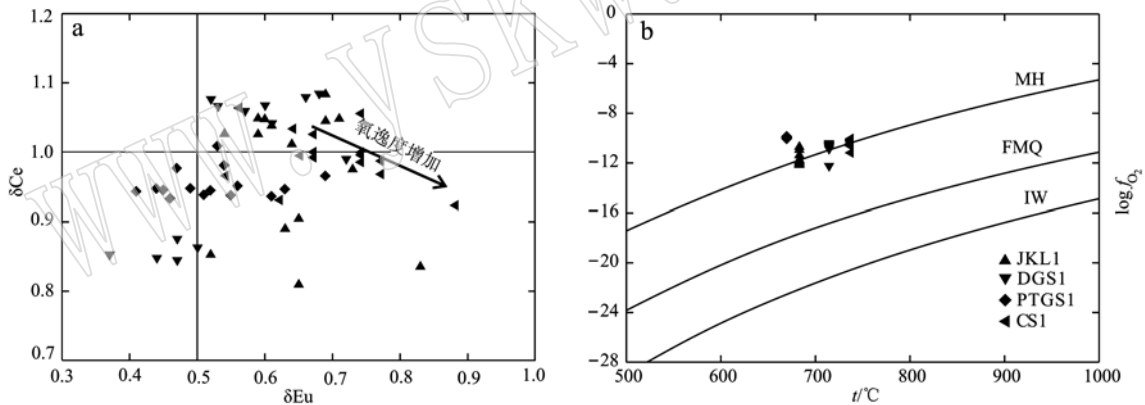 a
1.2
1.1
1.0
0.9
0.8
0.7
δCe
氧逸度增加
0.3 0.4 0.5 0.6 0.7 0.8 0.9 1.0
δEu
b
0
−4
−8
−12
−16
−20
−24
−28
MH
FMQ
IW
log f O2
JKL1
DGS1
PTGS1
CS1
500 600 700 800 900 1000
t/℃